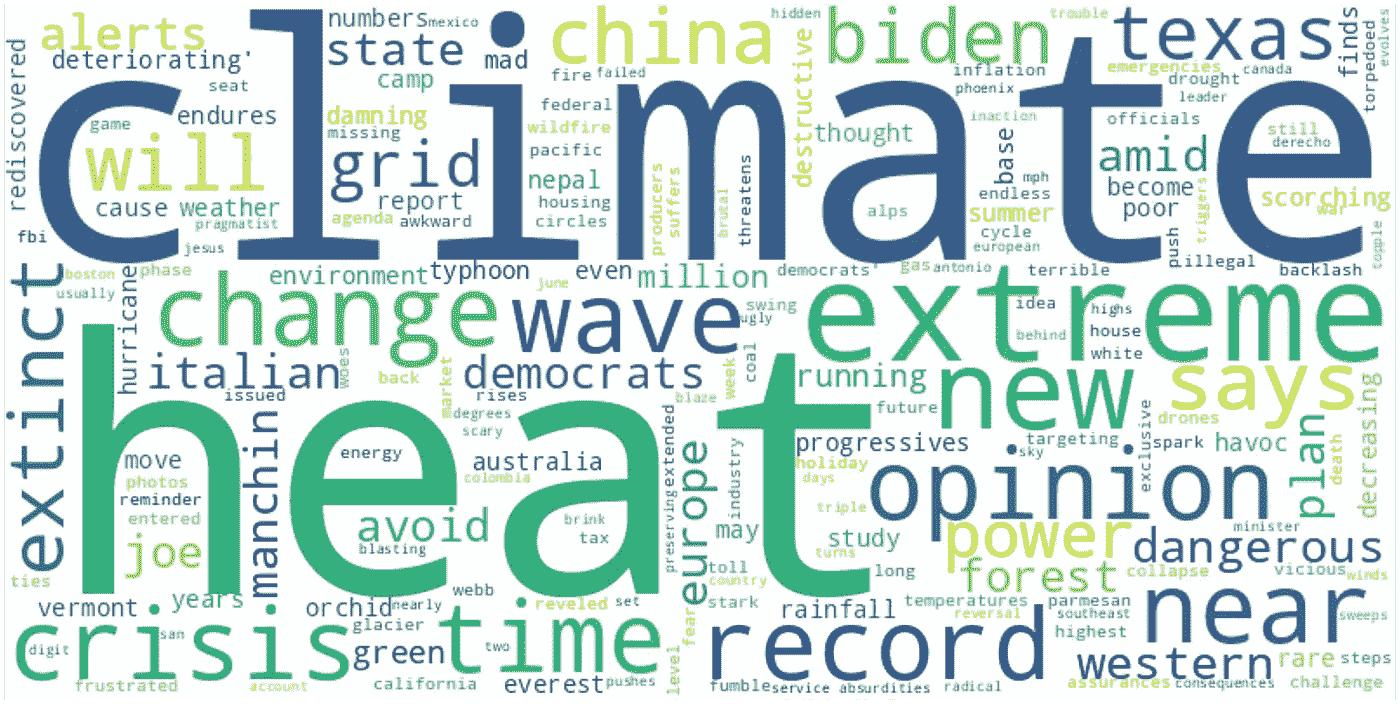 climate
heat
extreme
china
biden
texas
alerts
numbers
mexico
state
mad
deteriorating'
camp
seat
hidden
trouble
evolves
finds
torpedoed
rediscovered
game
endures
damning
missing
will
grid
cause
weather
report
agenda
awkward
pragmatist
jesus
fbi
fire
failed
federal
wildfire
pacific
nepal
housing
circles
producers
suffers
brutal
threatens
destructive
thought
alps
inflation
phoenix
emergencies
canada
drought
leader
inaction
officials
base
mph
endless
summer
cycle
european
amid
become
poor
push
triggers
still
derecho
scorching
war
topple
illegal
backlash
boston
usually
phase
environment
typhoon
june
even
million
democrats'
gas
antonio
terrible
hurricane
change
wave
ugly
swing
idea
behind
highs
house
white
extinct
italian
issued
woes
back
market
democrats
degrees
scary
rises
week
coal
blaze
running
future
new
says
drones
decreasing
move
photos
reminder
entered
joe
manchin
energy
australia
colombia
avoid
blasting
brink
tax
preserving
extended
europe
industry
may
toll
country
stark
progressives
holiday
days
triple
turns
study
long
opinion
targeting
sky
exclusive
spark
havoc
plan
death
power
minister
dangerous
forest
collapse
vicious
winds
ties
vermont
years
orchid
nearly
webb
glacier
reveled
set
crisis
digit
san
frustrated
account
green
california
time
two
everest
pushes
level
fear
rainfall
temperatures
reversal
parmesan
southeast
highest
record
fumble
service
absurdities
radical
near
sweeps
western
rare
steps
assurances
consequences
challenge